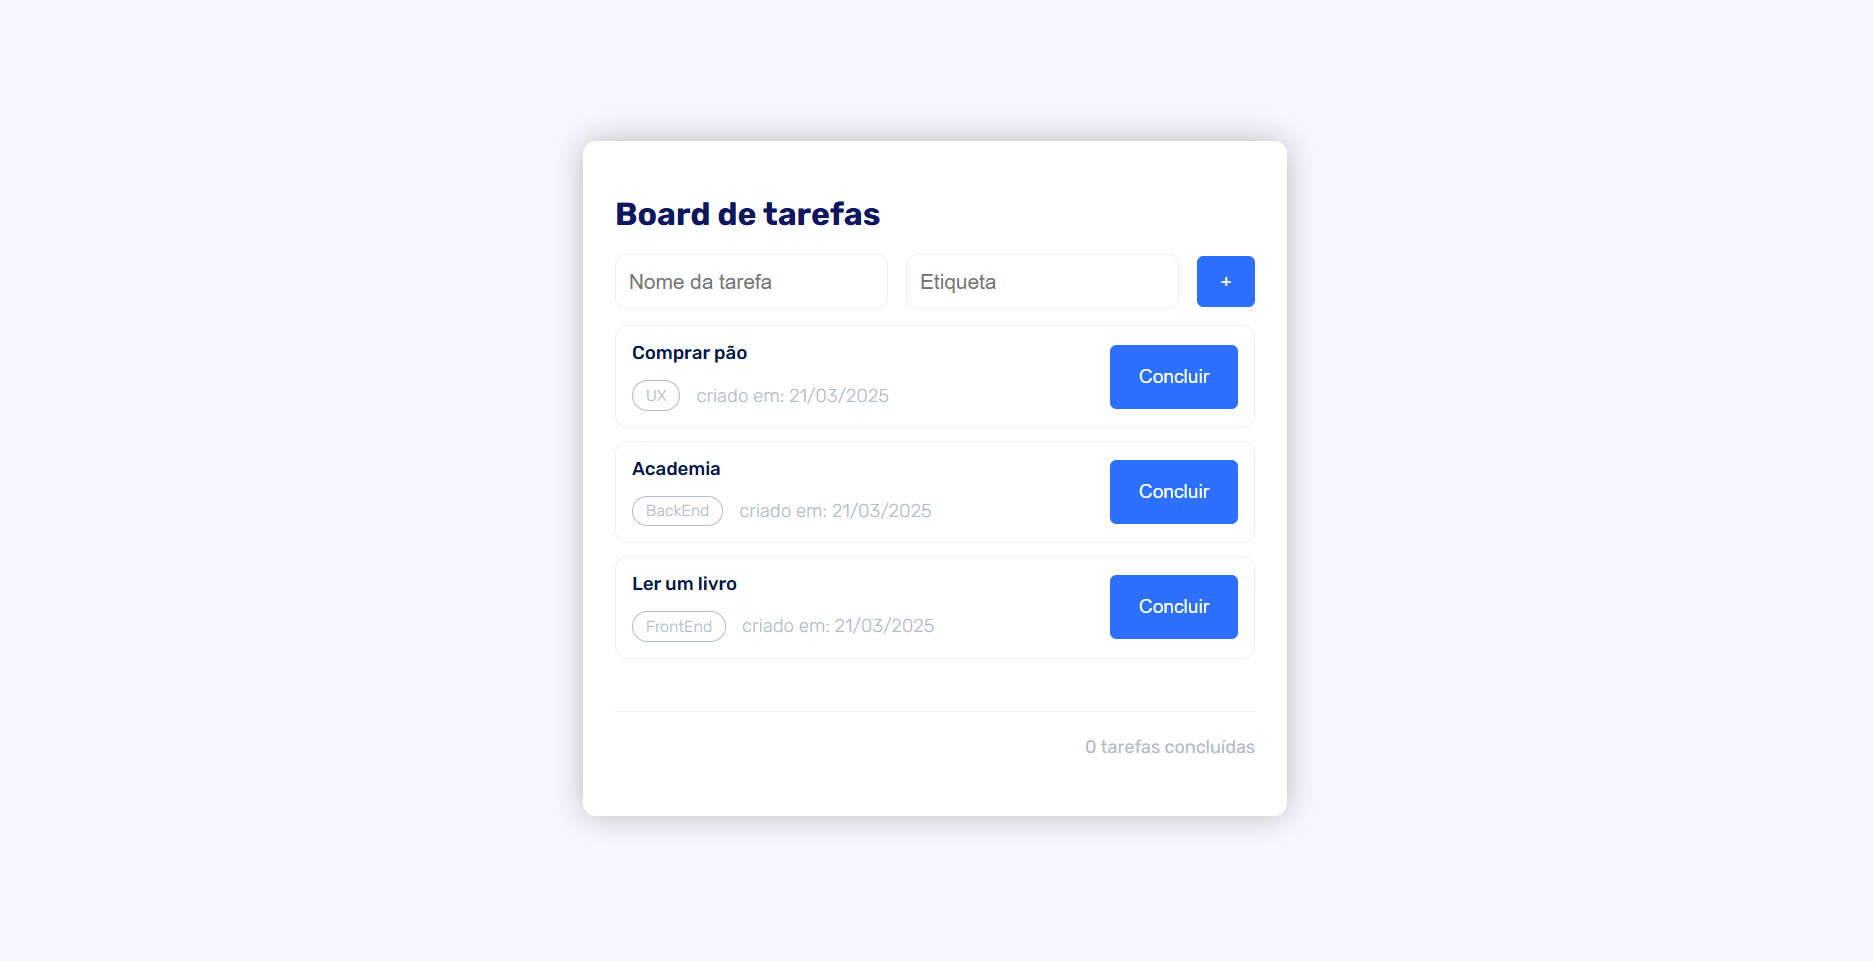 Board de tarefas
Nome da tarefa Etiqueta +
Comprar pão
UX criado em: 21/03/2025 Concluir
Academia
BackEnd criado em: 21/03/2025 Concluir
Ler um livro
FrontEnd criado em: 21/03/2025 Concluir
0 tarefas concluídas